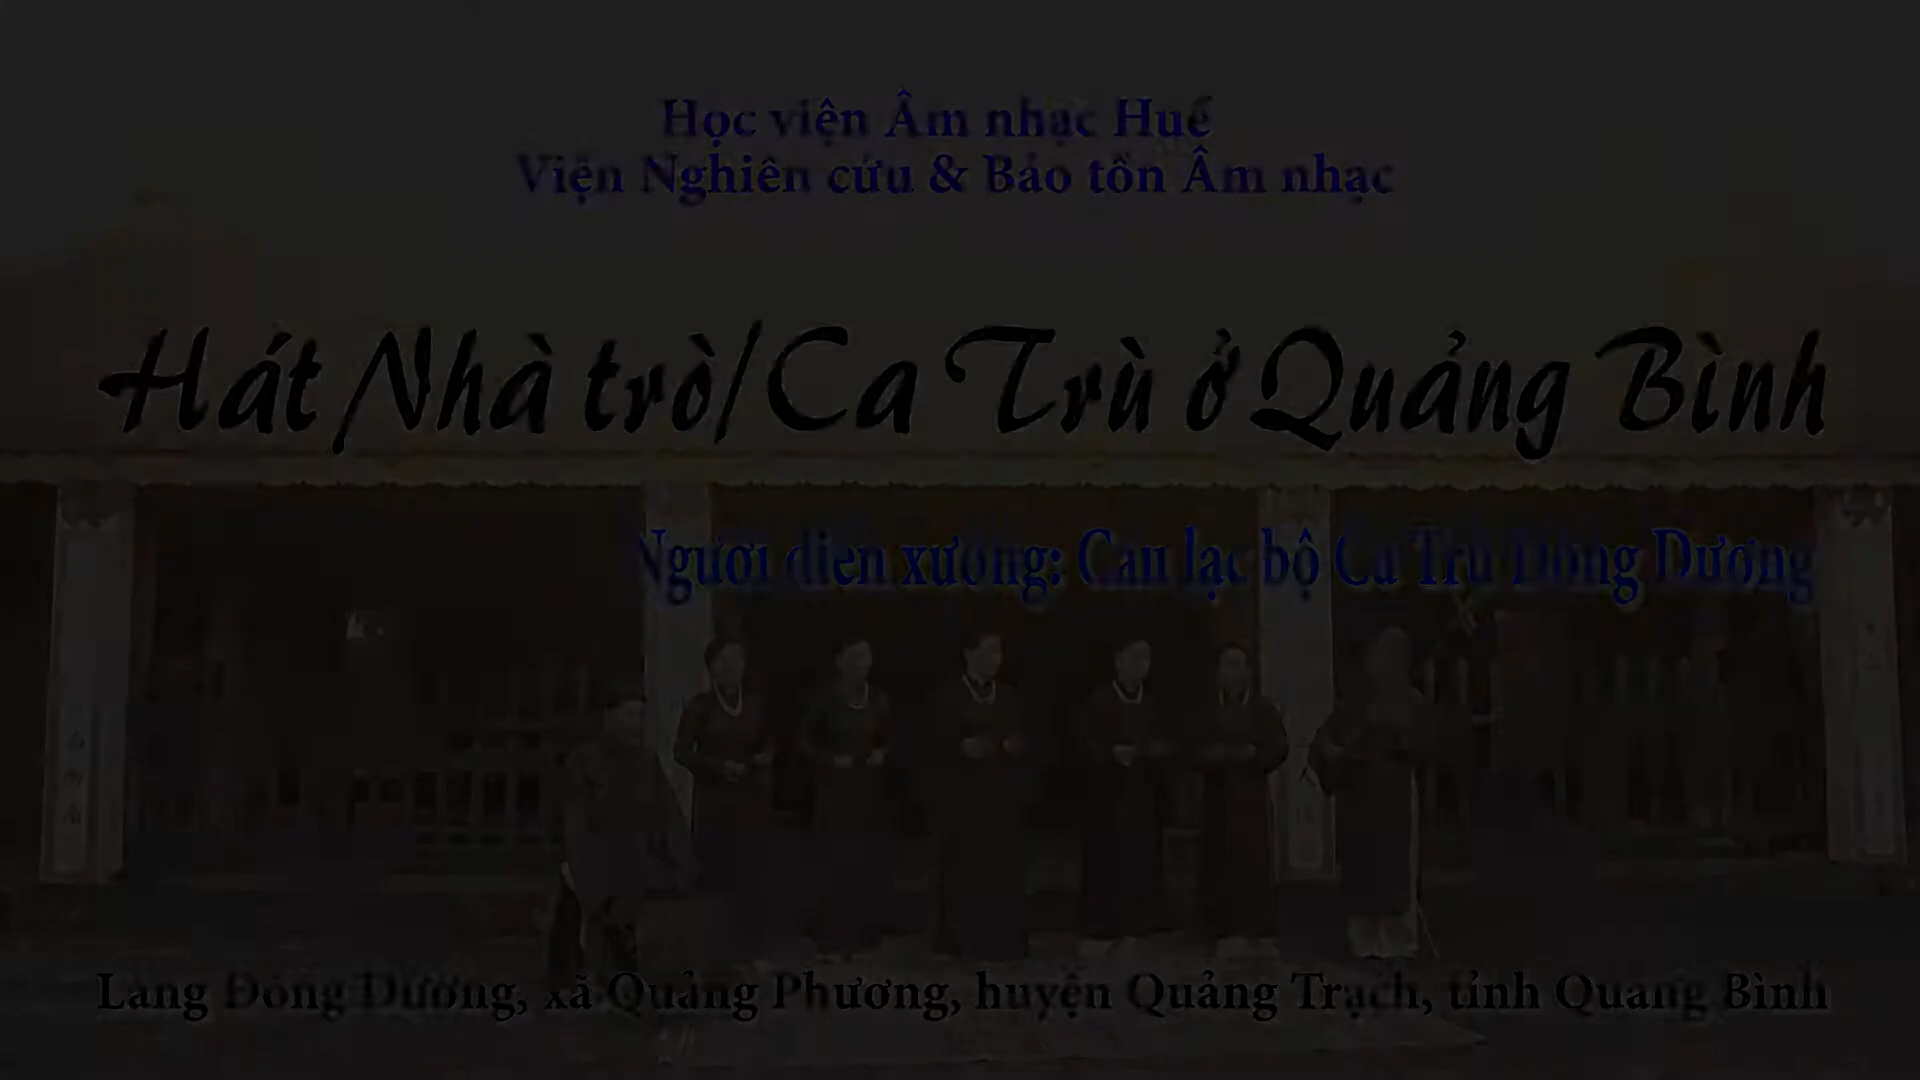 Học viện Âm nhạc Huế
Viện Nghiên cứu & Bảo tồn Âm nhạc
Hát Nhà trò/Ca Trù ở Quảng Bình
Người diễn xướng: Câu lạc bộ Ca Trù Đông Dương
Làng Đông Dương, xã Quảng Phương, huyện Quảng Trạch, tỉnh Quảng Bình